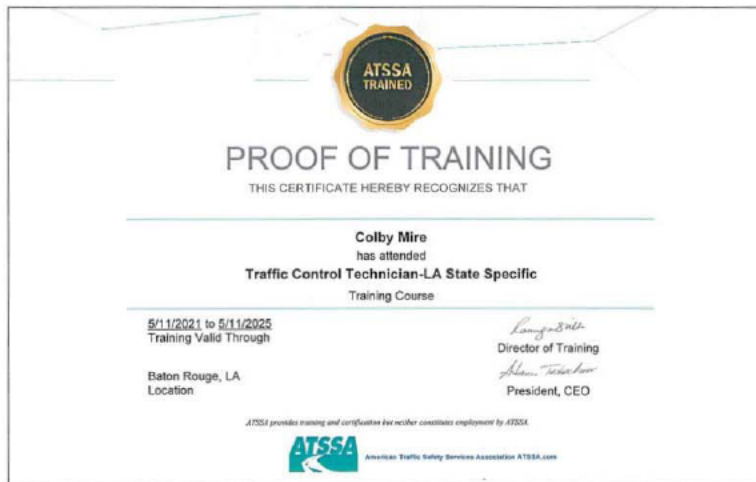 ATSSA
TRAINED
PROOF OF TRAINING
THIS CERTIFICATE HEREBY RECOGNIZES THAT
Colby Mire
has attended
Traffic Control Technician-LA State Specific
Training Course
5/11/2021 to 5/11/2025
Training Valid Through
Director of Training
Baton Rouge, LA
Location
President, CEO
ATSSA provides training and certification but neither constitutes employment by ATSSA.
ATSSA
American Traffic Safety Services Association ATSSA.com